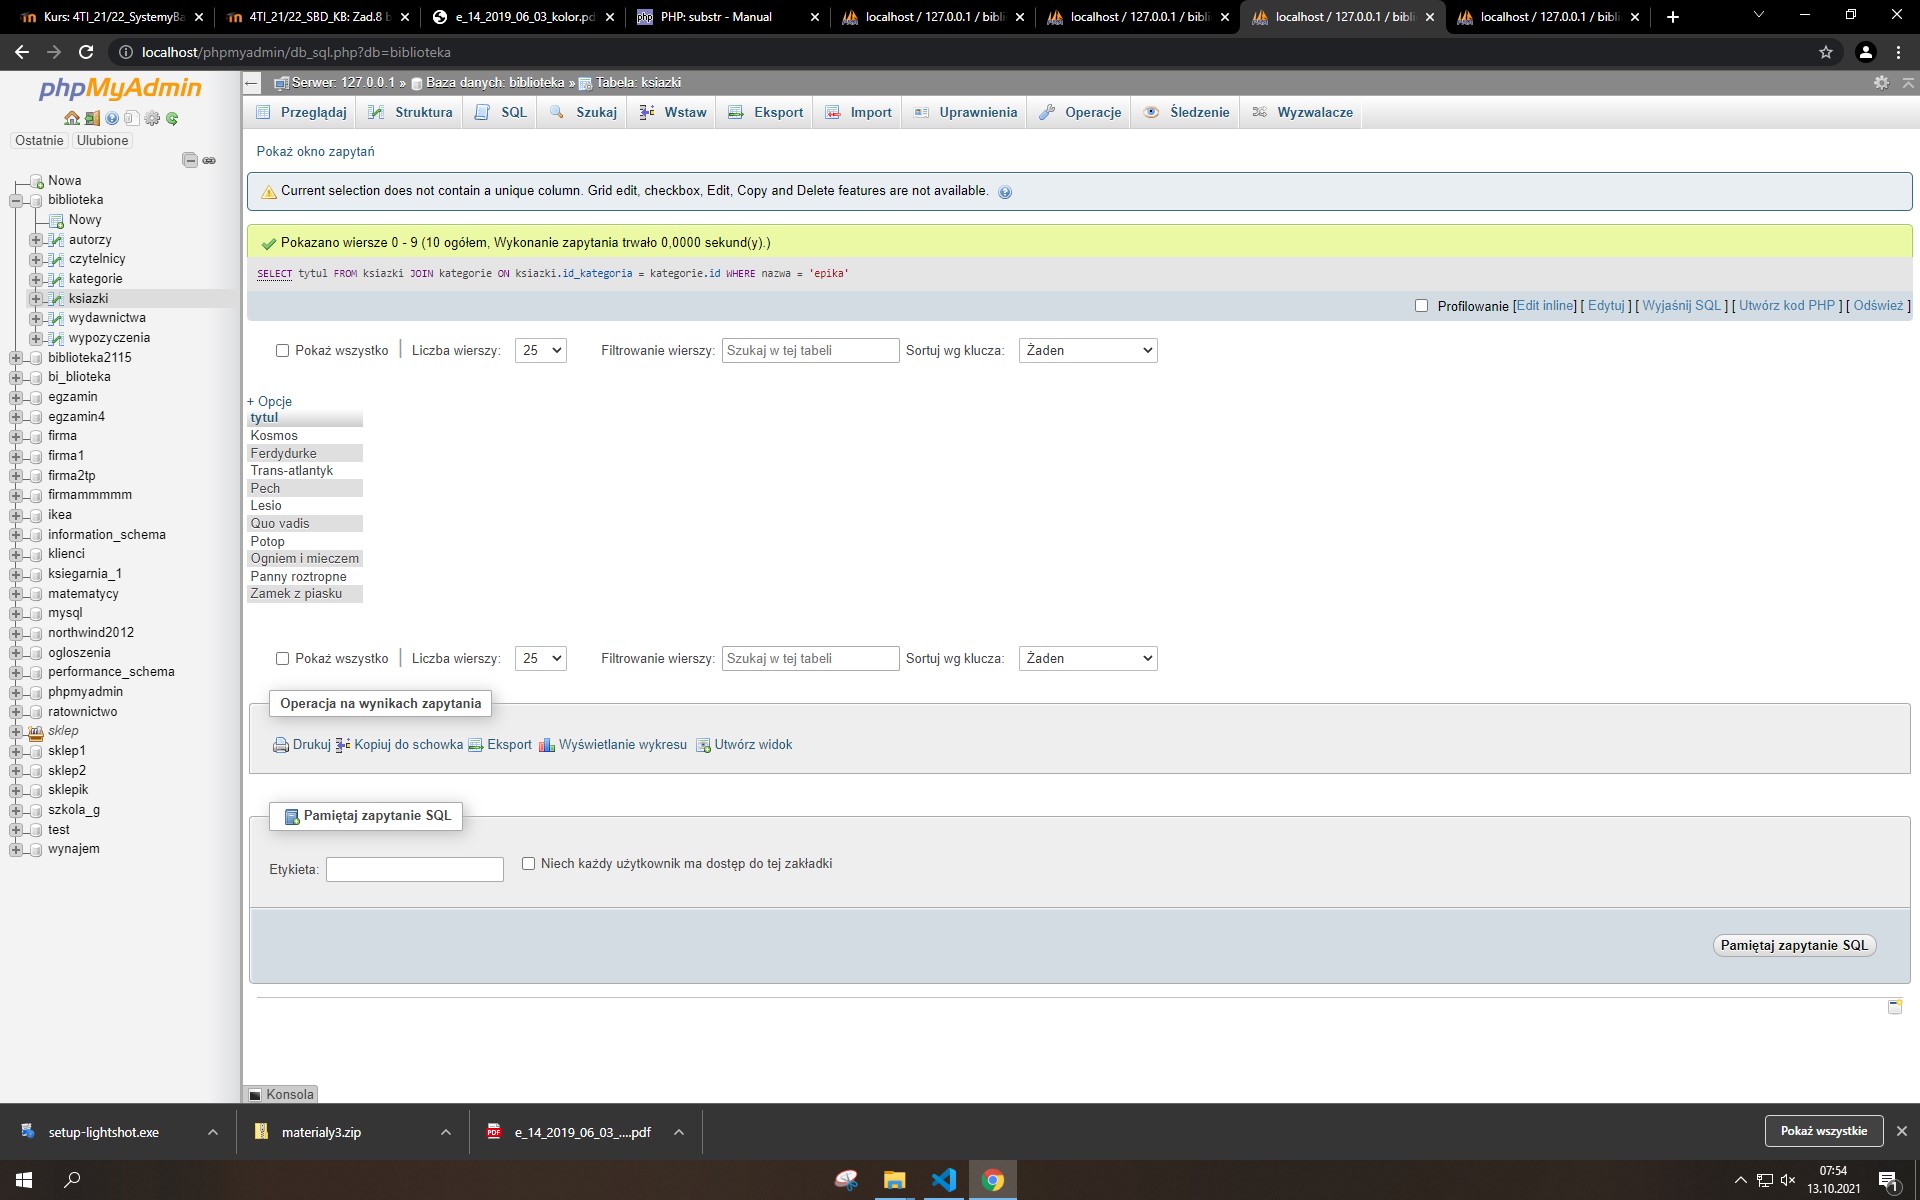 Kurs: 4TI_21/22_SystemyBa
4TI_21/22_SBD_KB: Zad.8 b
e_14_2019_06_03_kolor.pd
PHP: substr - Manual
localhost / 127.0.0.1 / bibli
localhost / 127.0.0.1 / bibli
localhost / 127.0.0.1 / bibli
localhost / 127.0.0.1 / bibli
localhost/phpmyadmin/db_sql.php?db=biblioteka
phpMyAdmin
Ostatnie Ulubione
Nowa
biblioteka
Nowy
autorzy
czytelnicy
kategorie
ksiazki
wydawnictwa
wypozyczenia
biblioteka2115
bi_blioteka
egzamin
egzamin4
firma
firma1
firma2tp
firmammmmm
ikea
information_schema
klienci
ksiegarnia_1
matematycy
mysql
northwind2012
ogloszenia
performance_schema
phpmyadmin
ratownictwo
sklep
sklep1
sklep2
sklepik
szkola_g
test
wynajem
Serwer: 127.0.0.1 » Baza danych: biblioteka » Tabela: ksiazki
Przeglądaj Struktura SQL Szukaj Wstaw Eksport Import Uprawnienia Operacje Śledzenie Wyzwalacze
Pokaż okno zapytań
Current selection does not contain a unique column. Grid edit, checkbox, Edit, Copy and Delete features are not available.
Pokazano wiersze 0 - 9 (10 ogółem, Wykonanie zapytania trwało 0,0000 sekund(y).)
SELECT tytul FROM ksiazki JOIN kategorie ON ksiazki.id_kategoria = kategorie.id WHERE nazwa = 'epika'
Profilowanie [Edit inline] [ Edytuj ] [ Wyjaśnij SQL ] [ Utwórz kod PHP ] [ Odśwież ]
Pokaż wszystko | Liczba wierszy: 25 Filtrowanie wierszy: Szukaj w tej tabeli Sortuj wg klucza: Żaden
+ Opcje
tytul
Kosmos
Ferdydurke
Trans-atlantyk
Pech
Lesio
Quo vadis
Potop
Ogniem i mieczem
Panny roztropne
Zamek z piasku
Pokaż wszystko | Liczba wierszy: 25 Filtrowanie wierszy: Szukaj w tej tabeli Sortuj wg klucza: Żaden
Operacja na wynikach zapytania
Drukuj Kopiuj do schowka Eksport Wyświetlanie wykresu Utwórz widok
Pamiętaj zapytanie SQL
Etykieta: Niech każdy użytkownik ma dostęp do tej zakładki
Pamiętaj zapytanie SQL
Konsola
setup-lightshot.exe
materialy3.zip
e_14_2019_06_03_....pdf
Pokaż wszystkie
07:54
13.10.2021
1